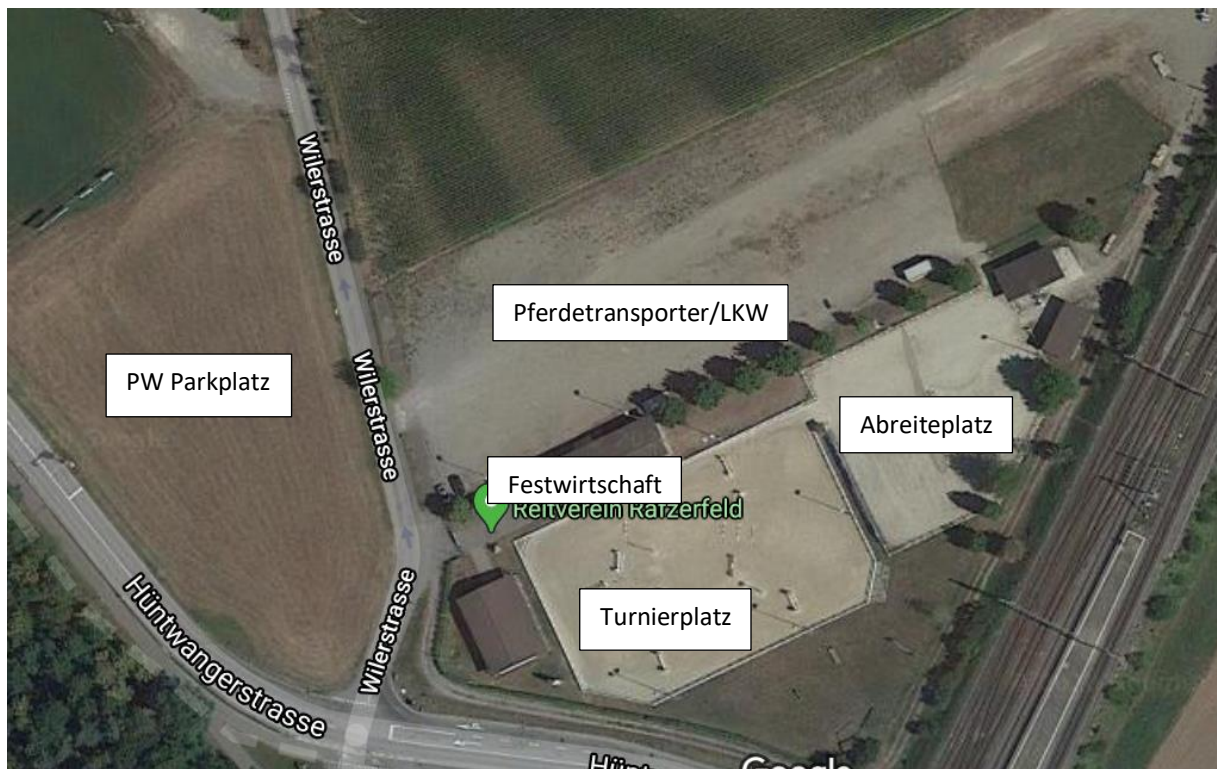 Wilerstrasse
Pferdetransporter/LKW
PW Parkplatz
Wilerstrasse
Abreiteplatz
Festwirtschaft
Reitverein Rafzerfeld
Turnierplatz
Wilerstrasse
Hüntwangerstrasse
Google